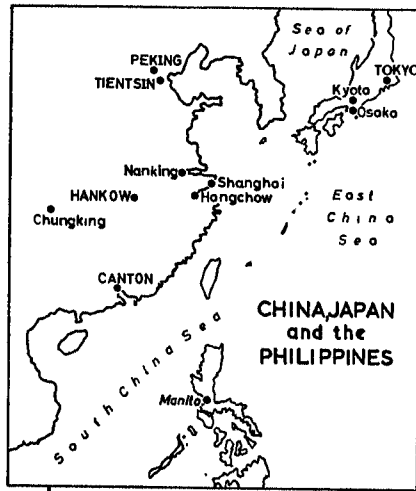 Sea of
Japan
PEKING
TIENTSIN
TOKYO
Kyoto
Osaka
Nanking
Shanghai
HANKOW
Hangchow
Chungking
East
China
Sea
CANTON
CHINA,JAPAN
and the
PHILIPPINES
South China Sea
Manila